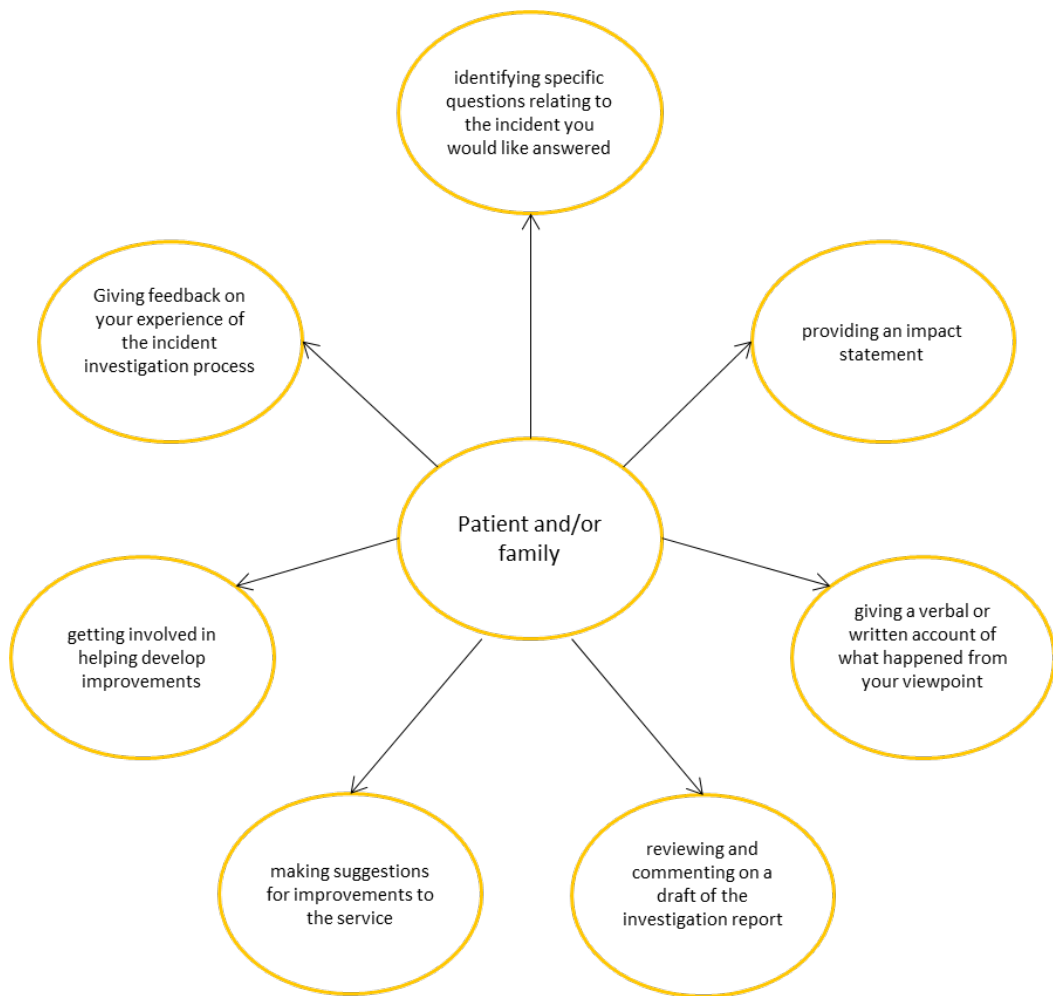 identifying specific
questions relating to
the incident you
would like answered
Giving feedback on
your experience of
the incident
investigation process
providing an impact
statement
Patient and/or
family
getting involved in
helping develop
improvements
giving a verbal or
written account of
what happened from
your viewpoint
making suggestions
for improvements to
the service
reviewing and
commenting on a
draft of the
investigation report